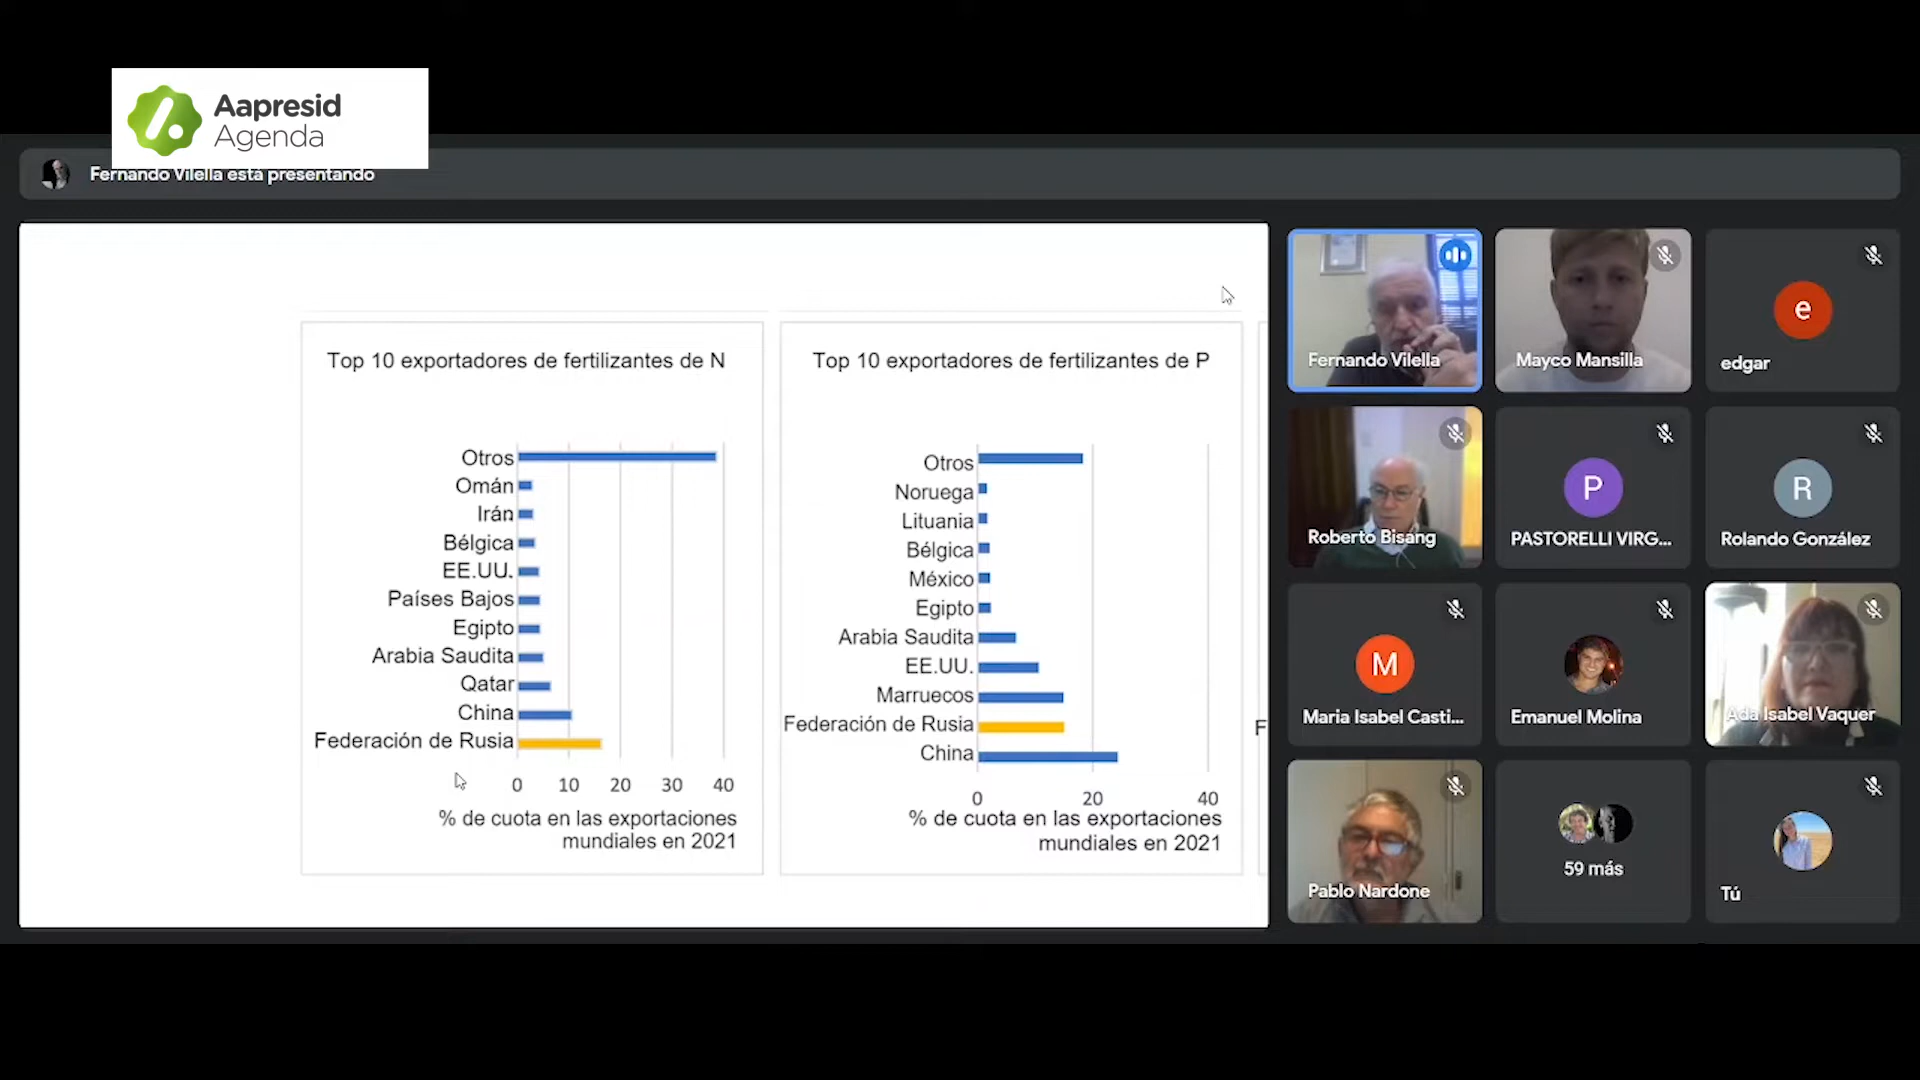 Aapresid
Agenda
Fernando Vilella está presentando
Top 10 exportadores de fertilizantes de N
Otros
Omán
Irán
Bélgica
EE.UU.
Países Bajos
Egipto
Arabia Saudita
Qatar
China
Federación de Rusia
0 10 20 30 40
% de cuota en las exportaciones
mundiales en 2021
Top 10 exportadores de fertilizantes de P
Otros
Noruega
Lituania
Bélgica
México
Egipto
Arabia Saudita
EE.UU.
Marruecos
Federación de Rusia
China
0 20 40
% de cuota en las exportaciones
mundiales en 2021
F
Fernando Vilella
Mayco Mansilla
e
edgar
Roberto Bisang
P
PASTORELLI VIRG...
R
Rolando González
M
Maria Isabel Casti...
Emanuel Molina
Ada Isabel Vaquer
Pablo Nardone
59 más
Tú